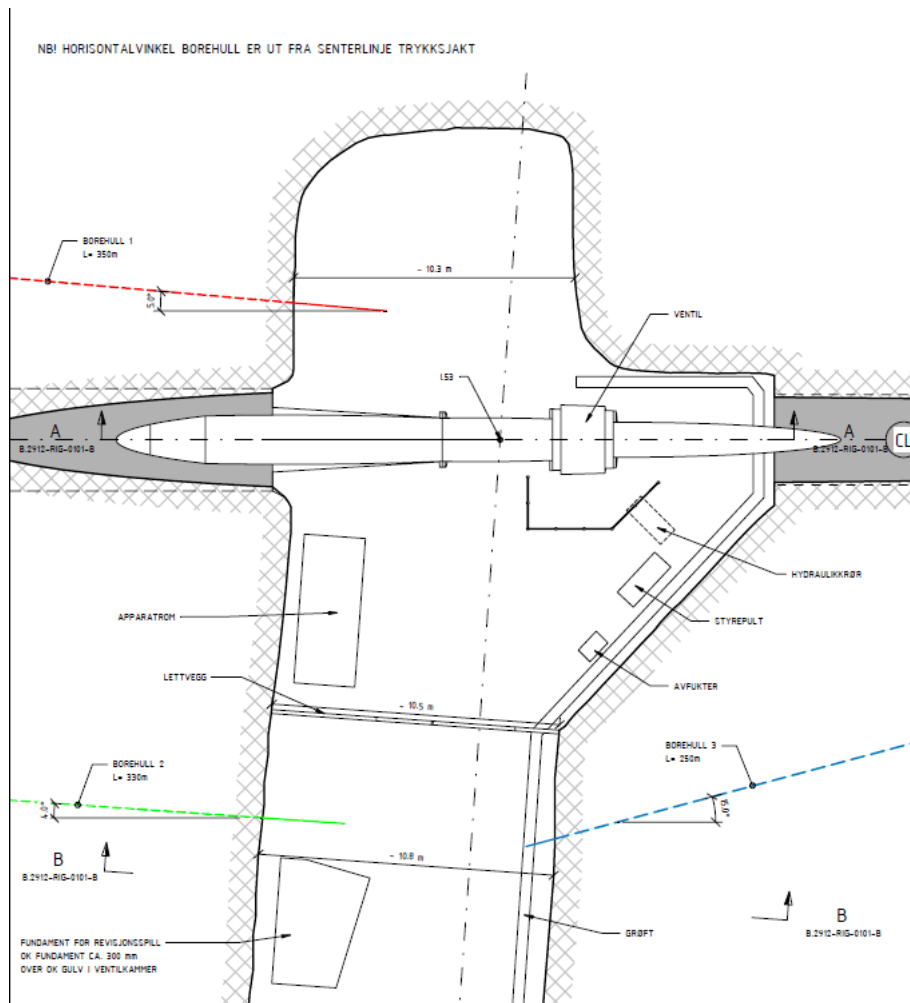 NB! HORISONTALVINKEL BOREHULL ER UT FRA SENTERLINJE TRYKKSJAKT
BOREHULL 1
L= 350m
~ 10.3 m
5.0°
VENTIL
1.53
A
B.2912-RIG-0101-B
A
B.2912-RIG-0101-B
CL
HYDRAULIKKRØR
APPARATROM
STYREPULT
LETTVEGG
AVFUKTER
~ 10.5 m
BOREHULL 3
L= 250m
BOREHULL 2
L= 330m
4.0°
15.0°
B
B.2912-RIG-0101-B
~ 10.8 m
B
B.2912-RIG-0101-B
GRØFT
FUNDAMENT FOR REVISJONSSPILL
OK FUNDAMENT CA. 300 mm
OVER OK GULV I VENTILKAMMER